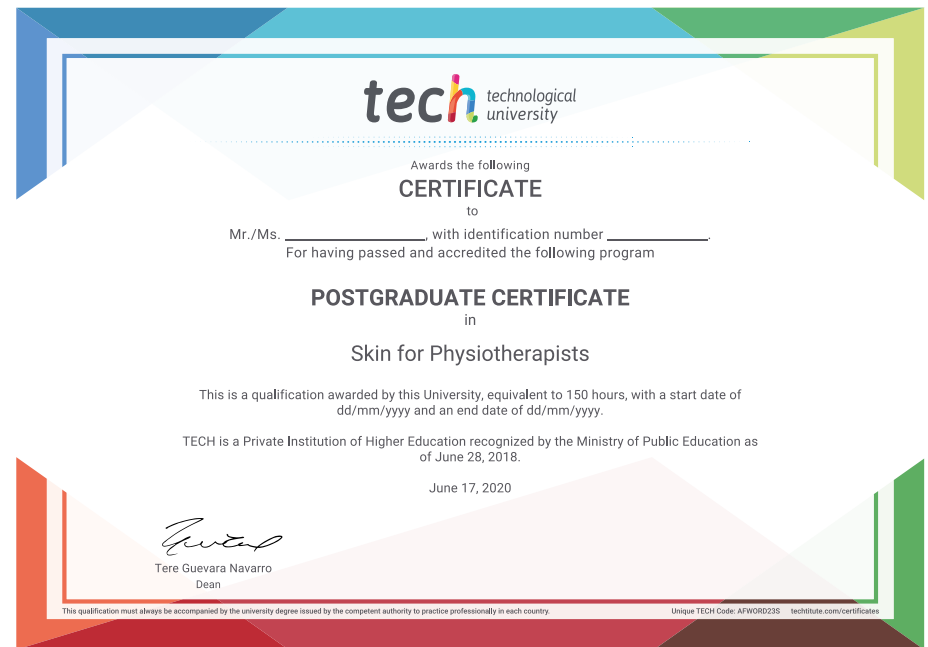 tech technological
university
Awards the following
CERTIFICATE
to
Mr./Ms. ____________________, with identification number ______________.
For having passed and accredited the following program
POSTGRADUATE CERTIFICATE
in
Skin for Physiotherapists
This is a qualification awarded by this University, equivalent to 150 hours, with a start date of
dd/mm/yyyy and an end date of dd/mm/yyyy.
TECH is a Private Institution of Higher Education recognized by the Ministry of Public Education as
of June 28, 2018.
June 17, 2020
Tere Guevara Navarro
Dean
This qualification must always be accompanied by the university degree issued by the competent authority to practice professionally in each country. Unique TECH Code: AFWORD23S techtitute.com/certificates